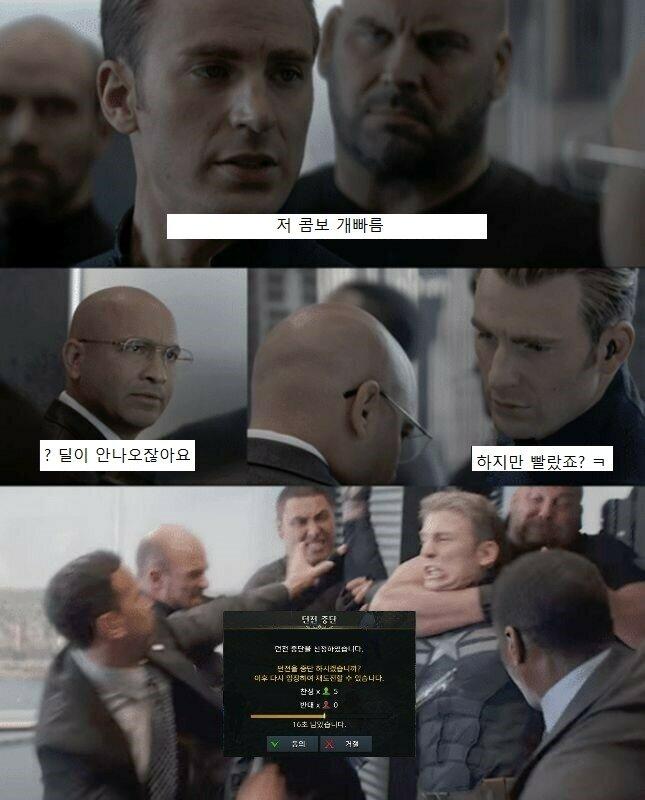 저 콤보 개빠름
? 딜이 안나오잖아요
하지만 빨랐죠? ㅋ
던전 중단
던전 중단을 신청하였습니다.
던전을 중단 하시겠습니까?
이후 다시 입장하여 재도전할 수 있습니다.
찬성 x 5
반대 x 0
16초 남았습니다.
동의
거절